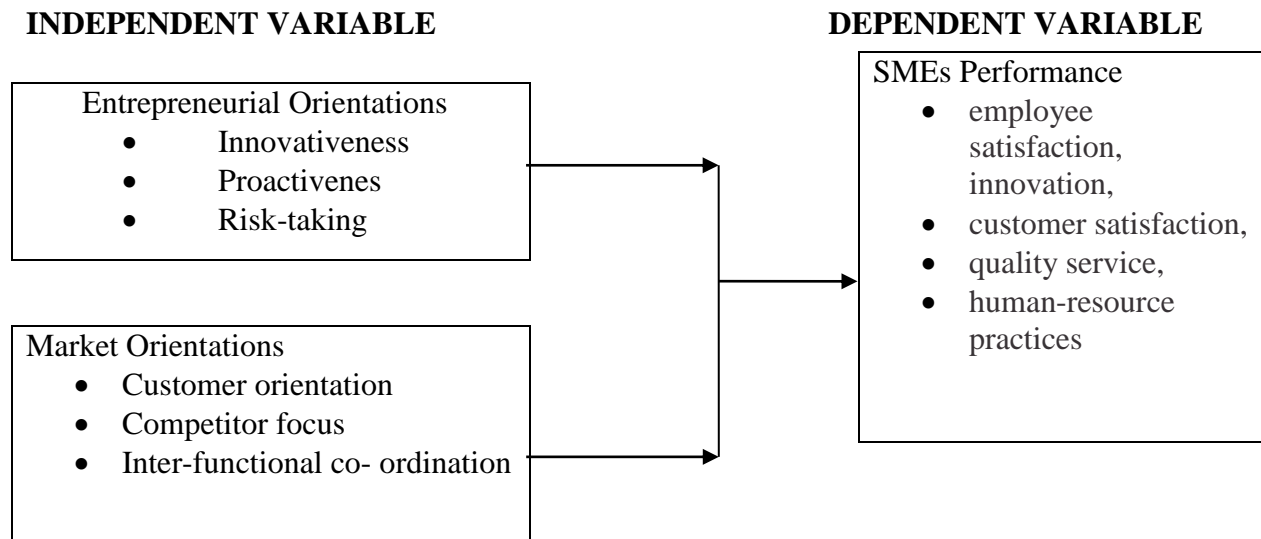 INDEPENDENT VARIABLE
DEPENDENT VARIABLE
Entrepreneurial Orientations
• Innovativeness
• Proactivenes
• Risk-taking
Market Orientations
• Customer orientation
• Competitor focus
• Inter-functional co- ordination
SMEs Performance
• employee
satisfaction,
innovation,
• customer satisfaction,
• quality service,
• human-resource
practices